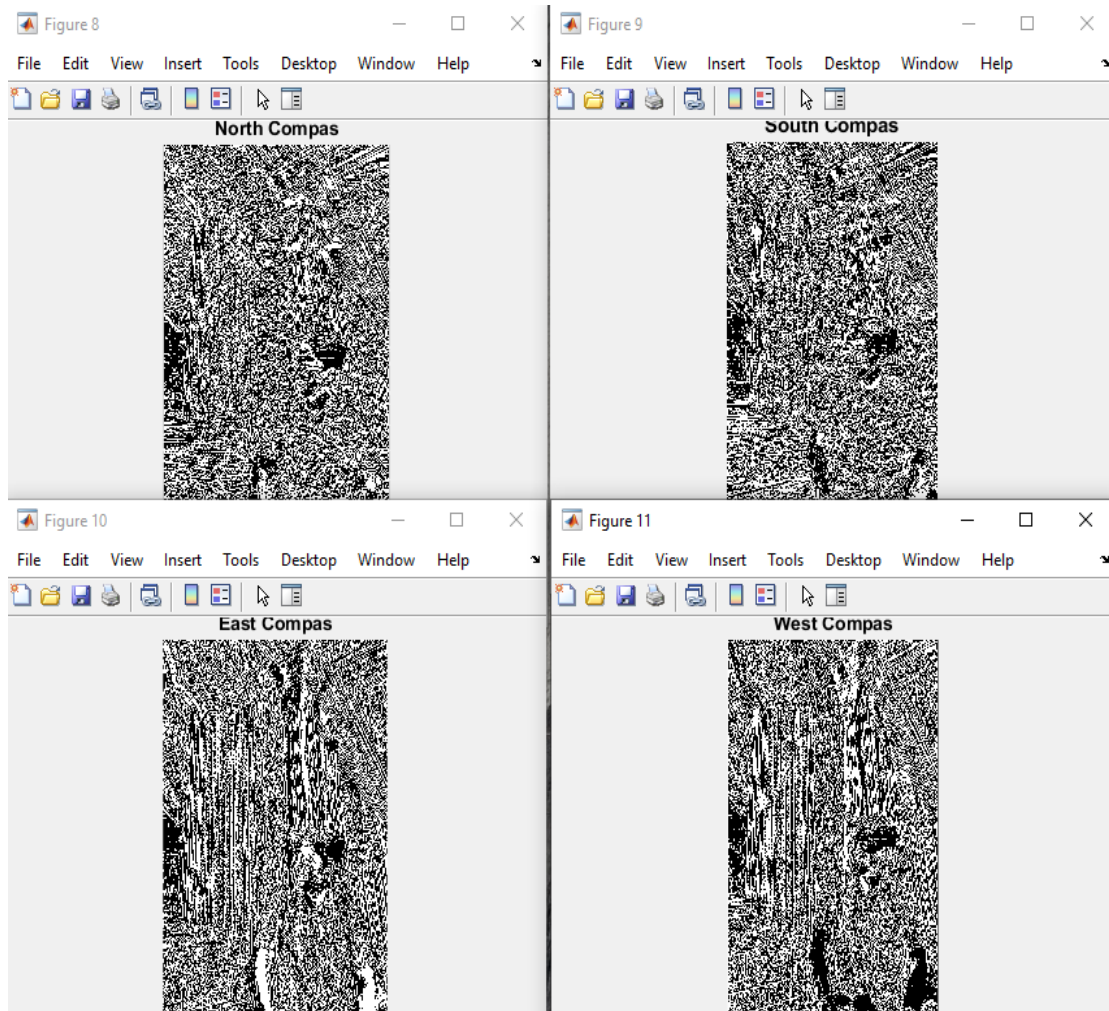 Figure 8
File Edit View Insert Tools Desktop Window Help
North Compas
Figure 9
File Edit View Insert Tools Desktop Window Help
South Compas
Figure 10
File Edit View Insert Tools Desktop Window Help
East Compas
Figure 11
File Edit View Insert Tools Desktop Window Help
West Compas